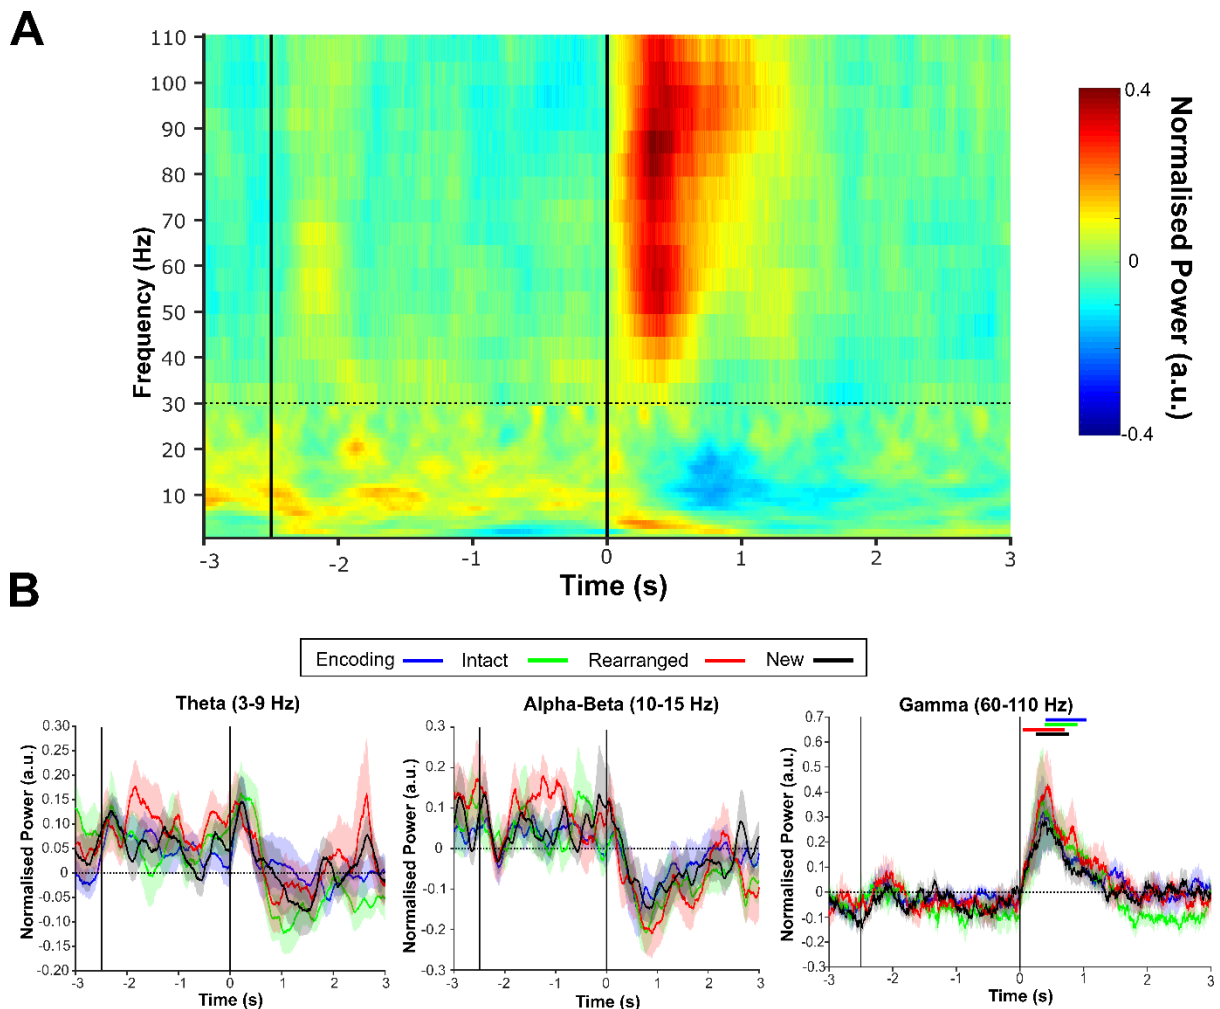 A
110
100
90
80
70
60
50
40
30
20
10
Frequency (Hz)
-3
-2
-1
0
1
2
3
Time (s)
0.4
0
-0.4
Normalised Power (a.u.)
B
Encoding Intact Rearranged New
Theta (3-9 Hz)
0.30
0.25
0.20
0.15
0.10
0.05
0
-0.05
-0.10
-0.15
-0.20
Normalised Power (a.u.)
-3 -2 -1 0 1 2 3
Time (s)
Alpha-Beta (10-15 Hz)
0.3
0.2
0.1
0
-0.1
-0.2
-0.3
Normalised Power (a.u.)
-3 -2 -1 0 1 2 3
Time (s)
Gamma (60-110 Hz)
0.7
0.6
0.5
0.4
0.3
0.2
0.1
0
-0.1
-0.2
-0.3
Normalised Power (a.u.)
-3 -2 -1 0 1 2 3
Time (s)